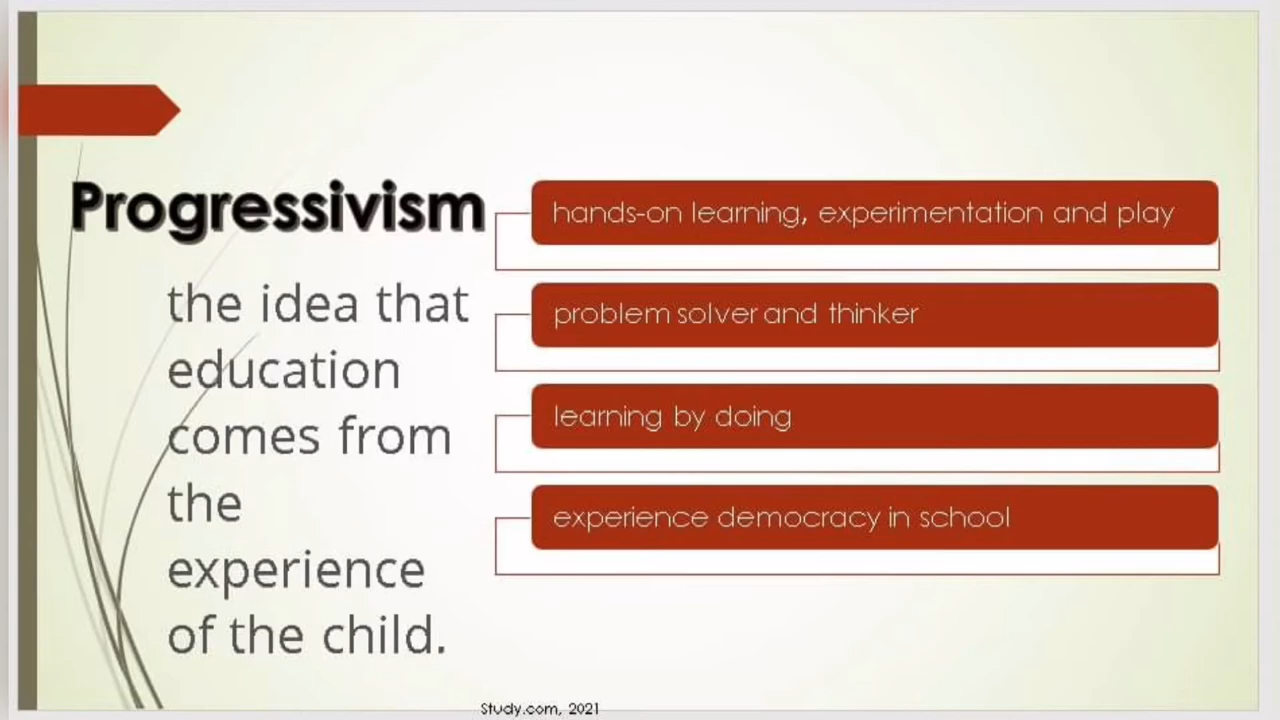 Progressivism
the idea that
education
comes from
the
experience
of the child.
hands-on learning, experimentation and play
problem solver and thinker
learning by doing
experience democracy in school
Study.com, 2021